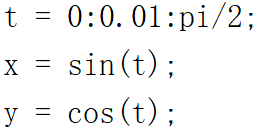 t = 0:0.01:pi/2;
x = sin(t);
y = cos(t);